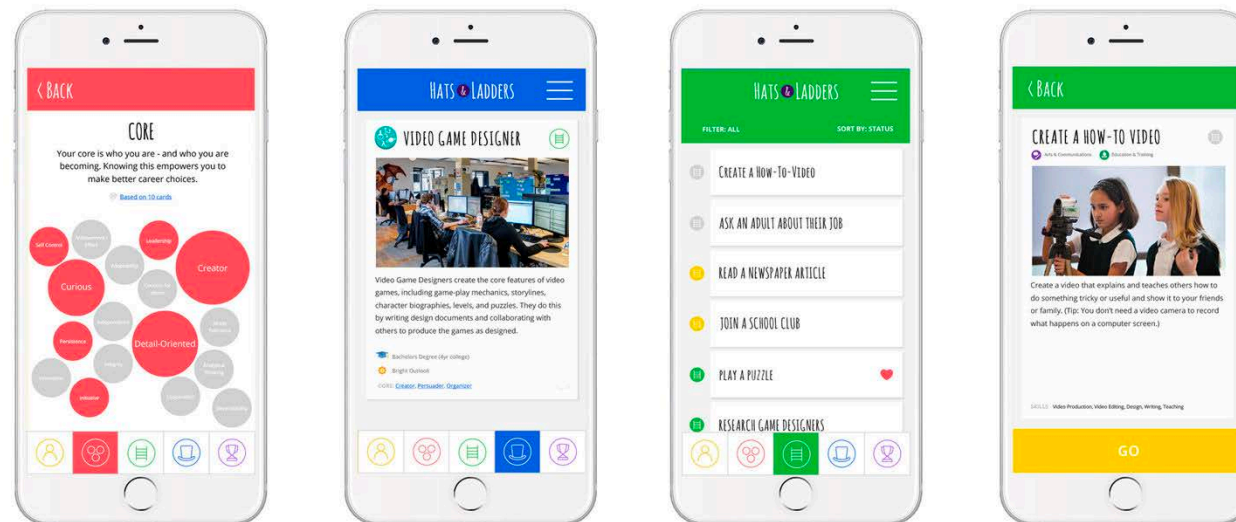 < BACK
CORE
Your core is who you are - and who you are
becoming. Knowing this empowers you to
make better career choices.
Based on 10 cards
Self Control
Leadership
Creator
Curious
Persistence
Detail-Oriented
Initiative
HATS & LADDERS
VIDEO GAME DESIGNER
Video Game Designers create the core features of video
games, including game-play mechanics, storylines,
character biographies, levels, and puzzles. They do this
by writing design documents and collaborating with
others to produce the games as designed.
Bachelors Degree (4yr college)
Bright Outlook
CORE: Creator, Persuader, Organizer
HATS & LADDERS
FILTER: ALL SORT BY: STATUS
CREATE A HOW-TO-VIDEO
ASK AN ADULT ABOUT THEIR JOB
READ A NEWSPAPER ARTICLE
JOIN A SCHOOL CLUB
PLAY A PUZZLE
RESEARCH GAME DESIGNERS
< BACK
CREATE A HOW-TO VIDEO
Arts & Communications Education & Training
Create a video that explains and teaches others how to
do something tricky or useful and show it to your friends
or family. (Tip: You don't need a video camera to record
what happens on a computer screen.)
SKILLS: Video Production, Video Editing, Design, Writing, Teaching
GO